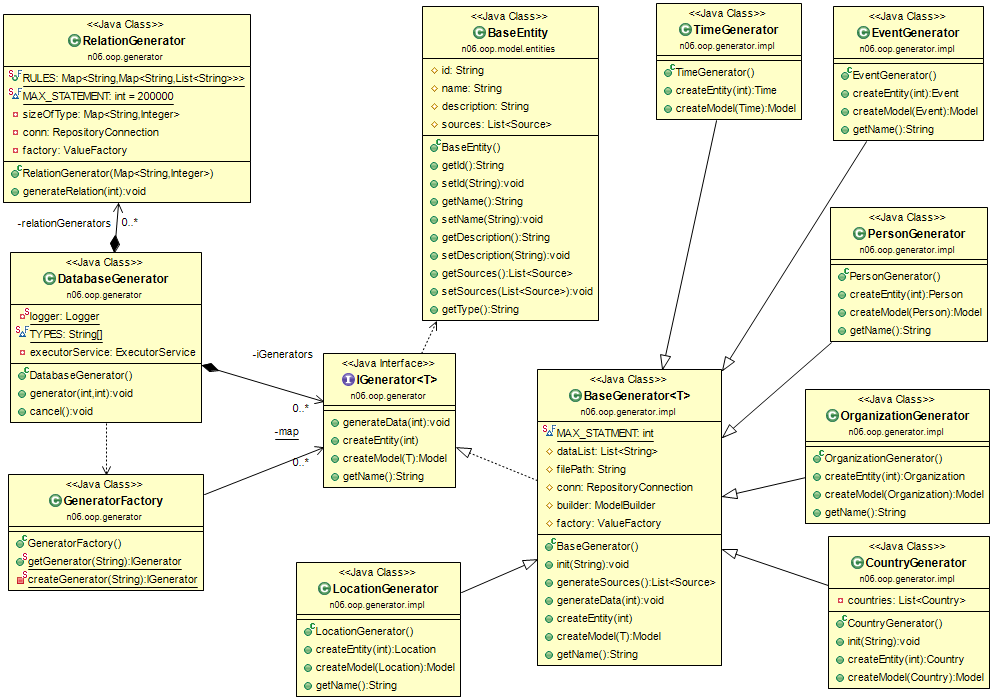 <<Java Class>>
RelationGenerator
n06.oop.generator
RULES: Map<String,Map<String,List<String>>>
MAX_STATEMENT: int = 200000
sizeOfType: Map<String,Integer>
conn: RepositoryConnection
factory: ValueFactory
RelationGenerator(Map<String,Integer>)
generateRelation(int):void
-relationGenerators
0..*
<<Java Class>>
DatabaseGenerator
n06.oop.generator
logger: Logger
TYPES: String[]
executorService: ExecutorService
DatabaseGenerator()
generator(int,int):void
cancel():void
-iGenerators
0..*
-map
0..*
<<Java Class>>
GeneratorFactory
n06.oop.generator
GeneratorFactory()
getGenerator(String):IGenerator
createGenerator(String):IGenerator
<<Java Class>>
BaseEntity
n06.oop.model.entities
id: String
name: String
description: String
sources: List<Source>
BaseEntity()
getId():String
setId(String):void
getName():String
setName(String):void
getDescription():String
setDescription(String):void
getSources():List<Source>
setSources(List<Source>):void
getType():String
<<Java Interface>>
IGenerator<T>
n06.oop.generator
generateData(int):void
createEntity(int)
createModel(T):Model
getName():String
<<Java Class>>
LocationGenerator
n06.oop.generator.impl
LocationGenerator()
createEntity(int):Location
createModel(Location):Model
getName():String
<<Java Class>>
BaseGenerator<T>
n06.oop.generator.impl
MAX_STATMENT: int
dataList: List<String>
filePath: String
conn: RepositoryConnection
builder: ModelBuilder
factory: ValueFactory
BaseGenerator()
init(String):void
generateSources():List<Source>
generateData(int):void
createEntity(int)
createModel(T):Model
getName():String
<<Java Class>>
TimeGenerator
n06.oop.generator.impl
TimeGenerator()
createEntity(int):Time
createModel(Time):Model
<<Java Class>>
EventGenerator
n06.oop.generator.impl
EventGenerator()
createEntity(int):Event
createModel(Event):Model
getName():String
<<Java Class>>
PersonGenerator
n06.oop.generator.impl
PersonGenerator()
createEntity(int):Person
createModel(Person):Model
getName():String
<<Java Class>>
OrganizationGenerator
n06.oop.generator.impl
OrganizationGenerator()
createEntity(int):Organization
createModel(Organization):Model
getName():String
<<Java Class>>
CountryGenerator
n06.oop.generator.impl
countries: List<Country>
CountryGenerator()
init(String):void
createEntity(int):Country
createModel(Country):Model